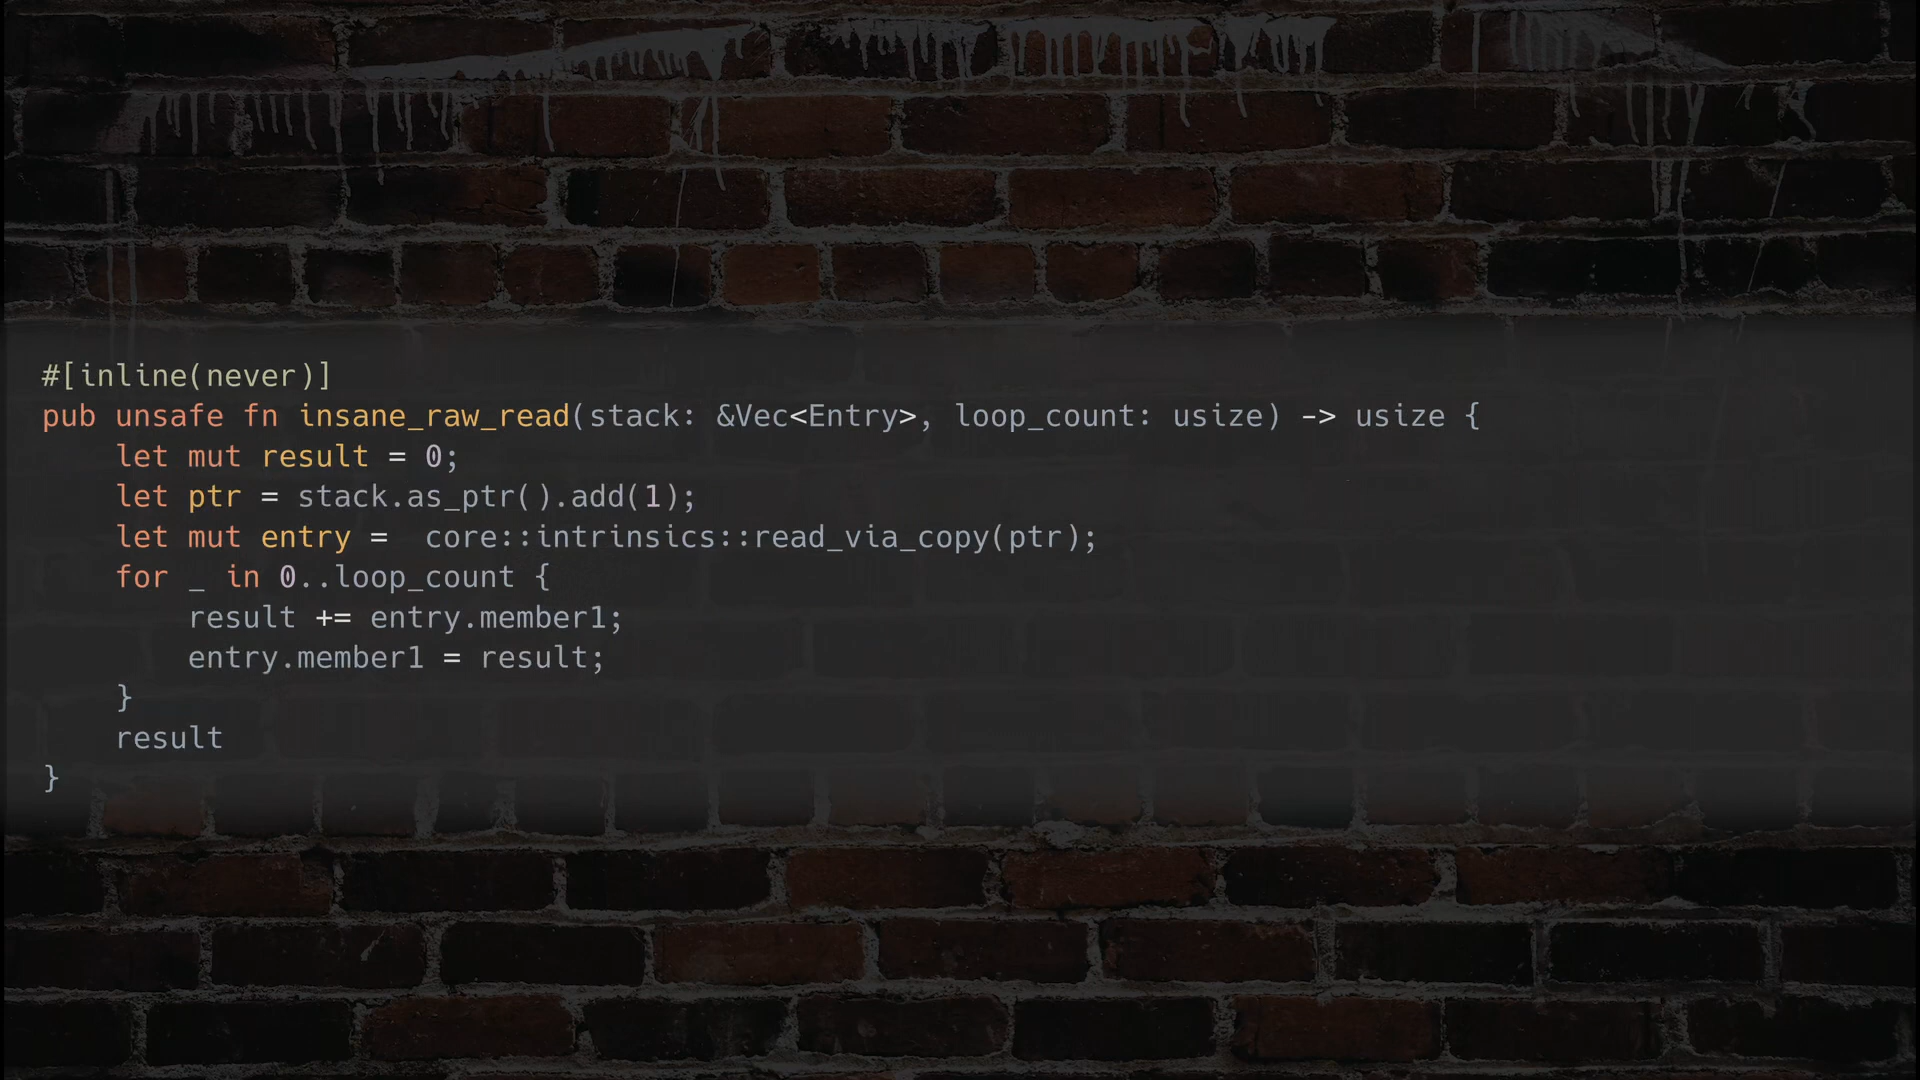 #[inline(never)]
pub unsafe fn insane_raw_read(stack: &Vec<Entry>, loop_count: usize) -> usize {
    let mut result = 0;
    let ptr = stack.as_ptr().add(1);
    let mut entry =  core::intrinsics::read_via_copy(ptr);
    for _ in 0..loop_count {
        result += entry.member1;
        entry.member1 = result;
    }
    result
}